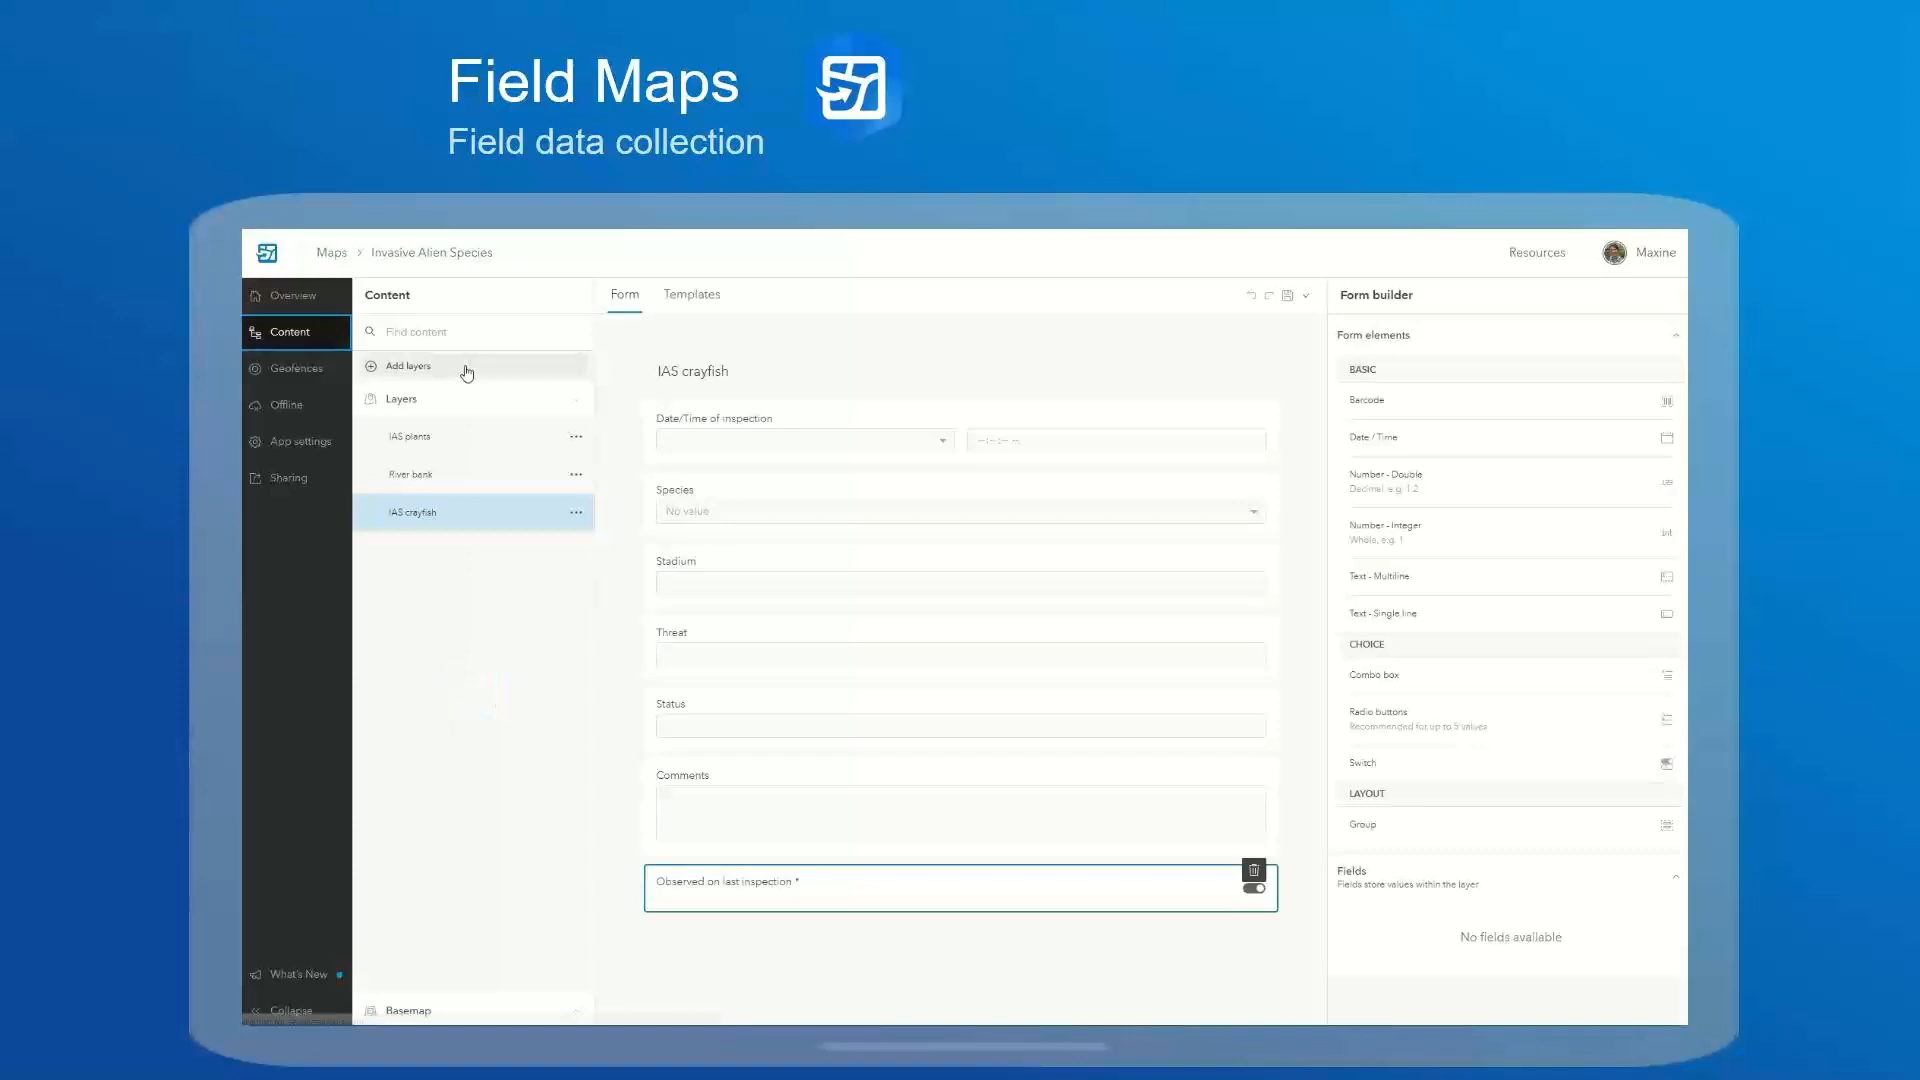 Field Maps
Field data collection
Maps > Invasive Alien Species
Resources
Maxine
Overview
Content
Geofences
Offline
App settings
Sharing
What's New
Collapse
Content
Find content
Add layers
Layers
IAS plants
River bank
IAS crayfish
Basemap
Form
Templates
IAS crayfish
Date/Time of inspection
--:--:-- --
Species
No value
Stadium
Threat
Status
Comments
Observed on last inspection *
Form builder
Form elements
BASIC
Barcode
Date / Time
Number - Double
Decimal, e.g. 1.2
Number - Integer
Whole, e.g. 1
Text - Multiline
Text - Single line
CHOICE
Combo box
Radio buttons
Recommended for up to 5 values
Switch
LAYOUT
Group
Fields
Fields store values within the layer
No fields available